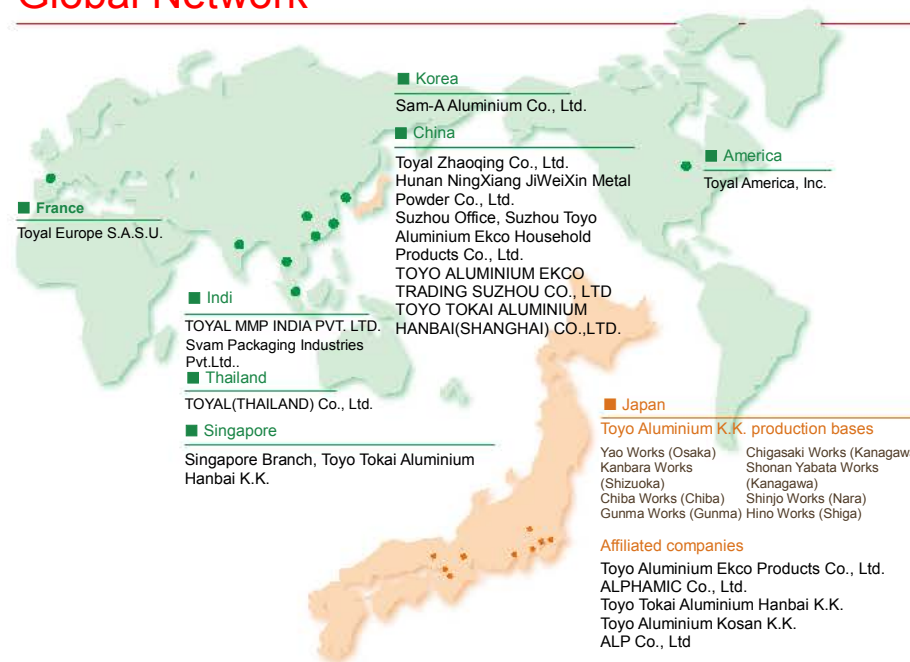 Global Network
Korea
Sam-A Aluminium Co., Ltd.
China
Toyal Zhaoqing Co., Ltd.
Hunan NingXiang JiWeiXin Metal
Powder Co., Ltd.
Suzhou Office, Suzhou Toyo
Aluminium Ekco Household
Products Co., Ltd.
TOYO ALUMINIUM EKCO
TRADING SUZHOU CO., LTD
TOYO TOKAI ALUMINIUM
HANBAI(SHANGHAI) CO.,LTD.
America
Toyal America, Inc.
France
Toyal Europe S.A.S.U.
Indi
TOYAL MMP INDIA PVT. LTD.
Svam Packaging Industries
Pvt.Ltd..
Thailand
TOYAL(THAILAND) Co., Ltd.
Singapore
Singapore Branch, Toyo Tokai Aluminium
Hanbai K.K.
Japan
Toyo Aluminium K.K. production bases
Yao Works (Osaka)
Kanbara Works
(Shizuoka)
Chiba Works (Chiba)
Gunma Works (Gunma)
Chigasaki Works (Kanagaw
Shonan Yabata Works
(Kanagawa)
Shinjo Works (Nara)
Hino Works (Shiga)
Affiliated companies
Toyo Aluminium Ekco Products Co., Ltd.
ALPHAMIC Co., Ltd.
Toyo Tokai Aluminium Hanbai K.K.
Toyo Aluminium Kosan K.K.
ALP Co., Ltd